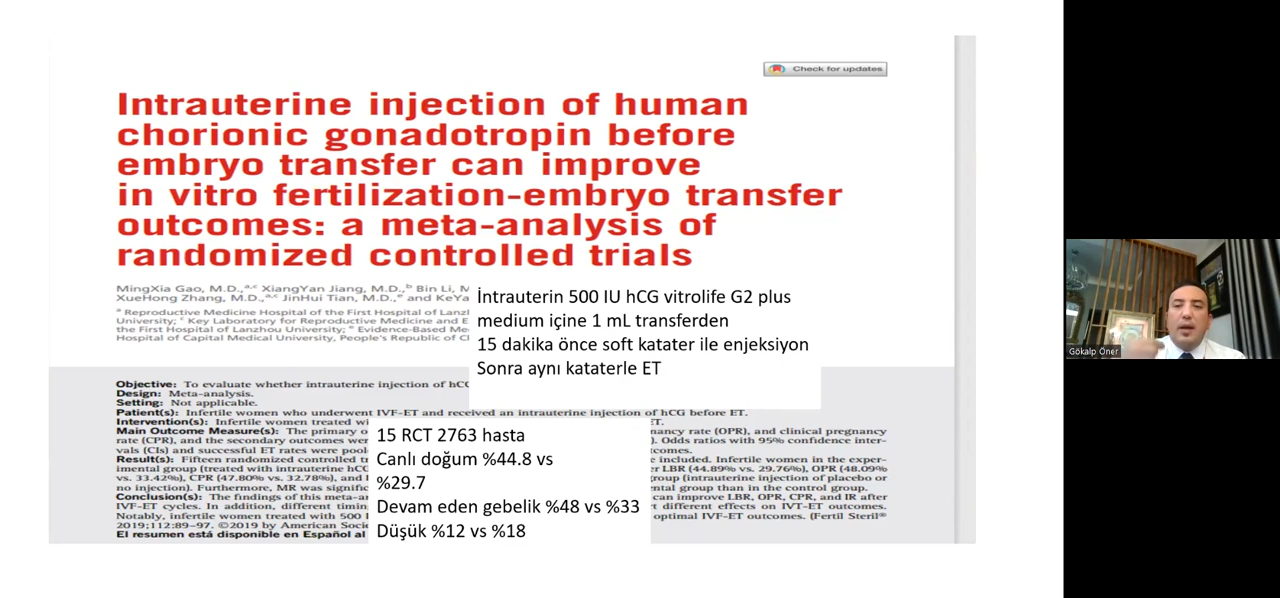 Check for updates
Intrauterine injection of human
chorionic gonadotropin before
embryo transfer can improve
in vitro fertilization-embryo transfer
outcomes: a meta-analysis of
randomized controlled trials
MingXia Gao, M.D.,a,c XiangYan Jiang, M.D.,b Bin Li, M
XueHong Zhang, M.D.,a,c JinHui Tian, M.D.,e and KeYa
a Reproductive Medicine Hospital of the First Hospital of Lanz
University; c Key Laboratory for Reproductive Medicine and E
the First Hospital of Lanzhou University; e Evidence-Based Me
Hospital of Capital Medical University, People's Republic of C
İntrauterin 500 IU hCG vitrolife G2 plus
medium içine 1 mL transferden
15 dakika önce soft katater ile enjeksiyon
Sonra aynı kataterle ET
Objective: To evaluate whether intrauterine injection of hCG
Design: Meta-analysis.
Setting: Not applicable.
Patient(s): Infertile women who underwent IVF-ET and received an intrauterine injection of hCG before ET.
Intervention(s): Infertile women treated wi ET.
Main Outcome Measure(s): The primary o nancy rate (OPR), and clinical pregnancy
rate (CPR), and the secondary outcomes wer ). Odds ratios with 95% confidence inter-
vals (CIs) and successful ET rates were pool
Result(s): Fifteen randomized controlled t e included. Infertile women in the exper-
imental group (treated with intrauterine hCG r LBR (44.89% vs. 29.76%), OPR (48.09%
vs. 33.42%), CPR (47.80% vs. 32.78%), and group (intrauterine injection of placebo or
no injection). Furthermore, MR was signific ntal group than in the control group.
Conclusion(s): The findings of this meta-an can improve LBR, OPR, CPR, and IR after
IVF-ET cycles. In addition, different timin t different effects on IVT-ET outcomes.
Notably, infertile women treated with 500 I optimal IVF-ET outcomes. (Fertil Steril®
2019;112:89–97. ©2019 by American Socie
El resumen está disponible en Español al
15 RCT 2763 hasta
Canlı doğum %44.8 vs
%29.7
Devam eden gebelik %48 vs %33
Düşük %12 vs %18
Gökalp Öner